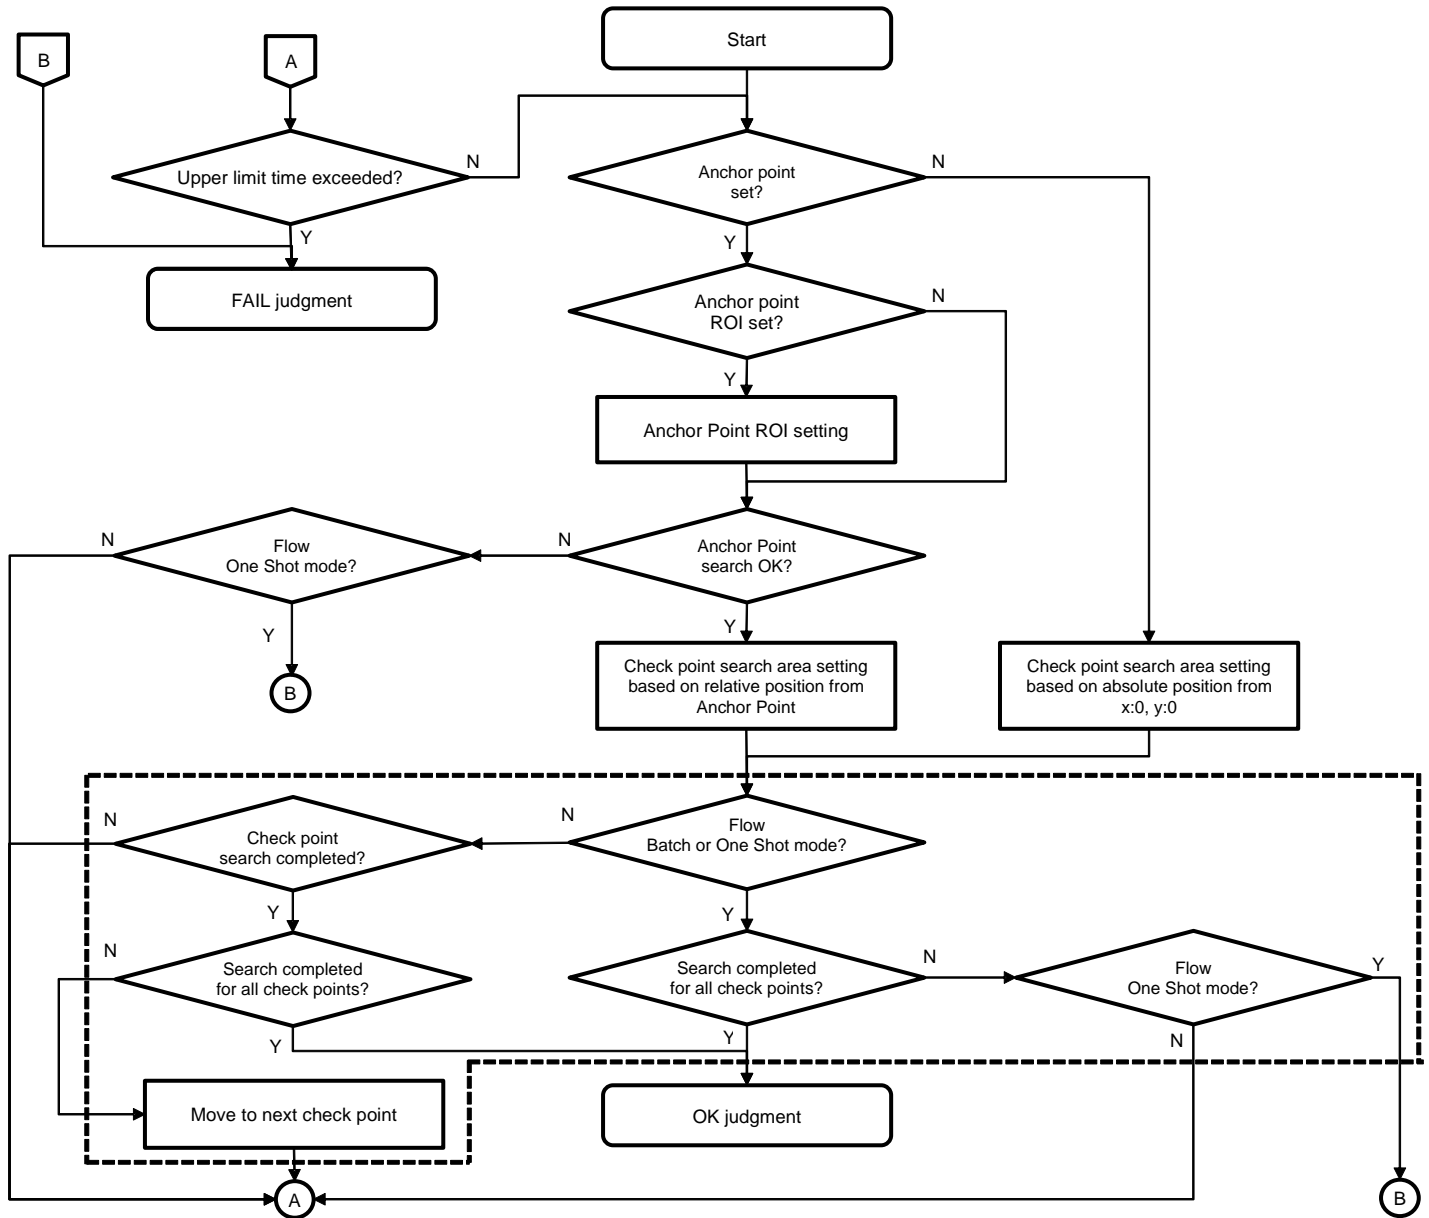 Start
B
A
Upper limit time exceeded?
N
Anchor point
set?
N
Y
Y
FAIL judgment
Anchor point
ROI set?
N
Y
Anchor Point ROI setting
N
Flow
One Shot mode?
N
Anchor Point
search OK?
Y
Y
B
Check point search area setting
based on relative position from
Anchor Point
Check point search area setting
based on absolute position from
x:0, y:0
N
Check point
search completed?
N
Flow
Batch or One Shot mode?
Y
Y
N
Search completed
for all check points?
Search completed
for all check points?
N
Flow
One Shot mode?
Y
Y
Y
N
Move to next check point
OK judgment
A
B